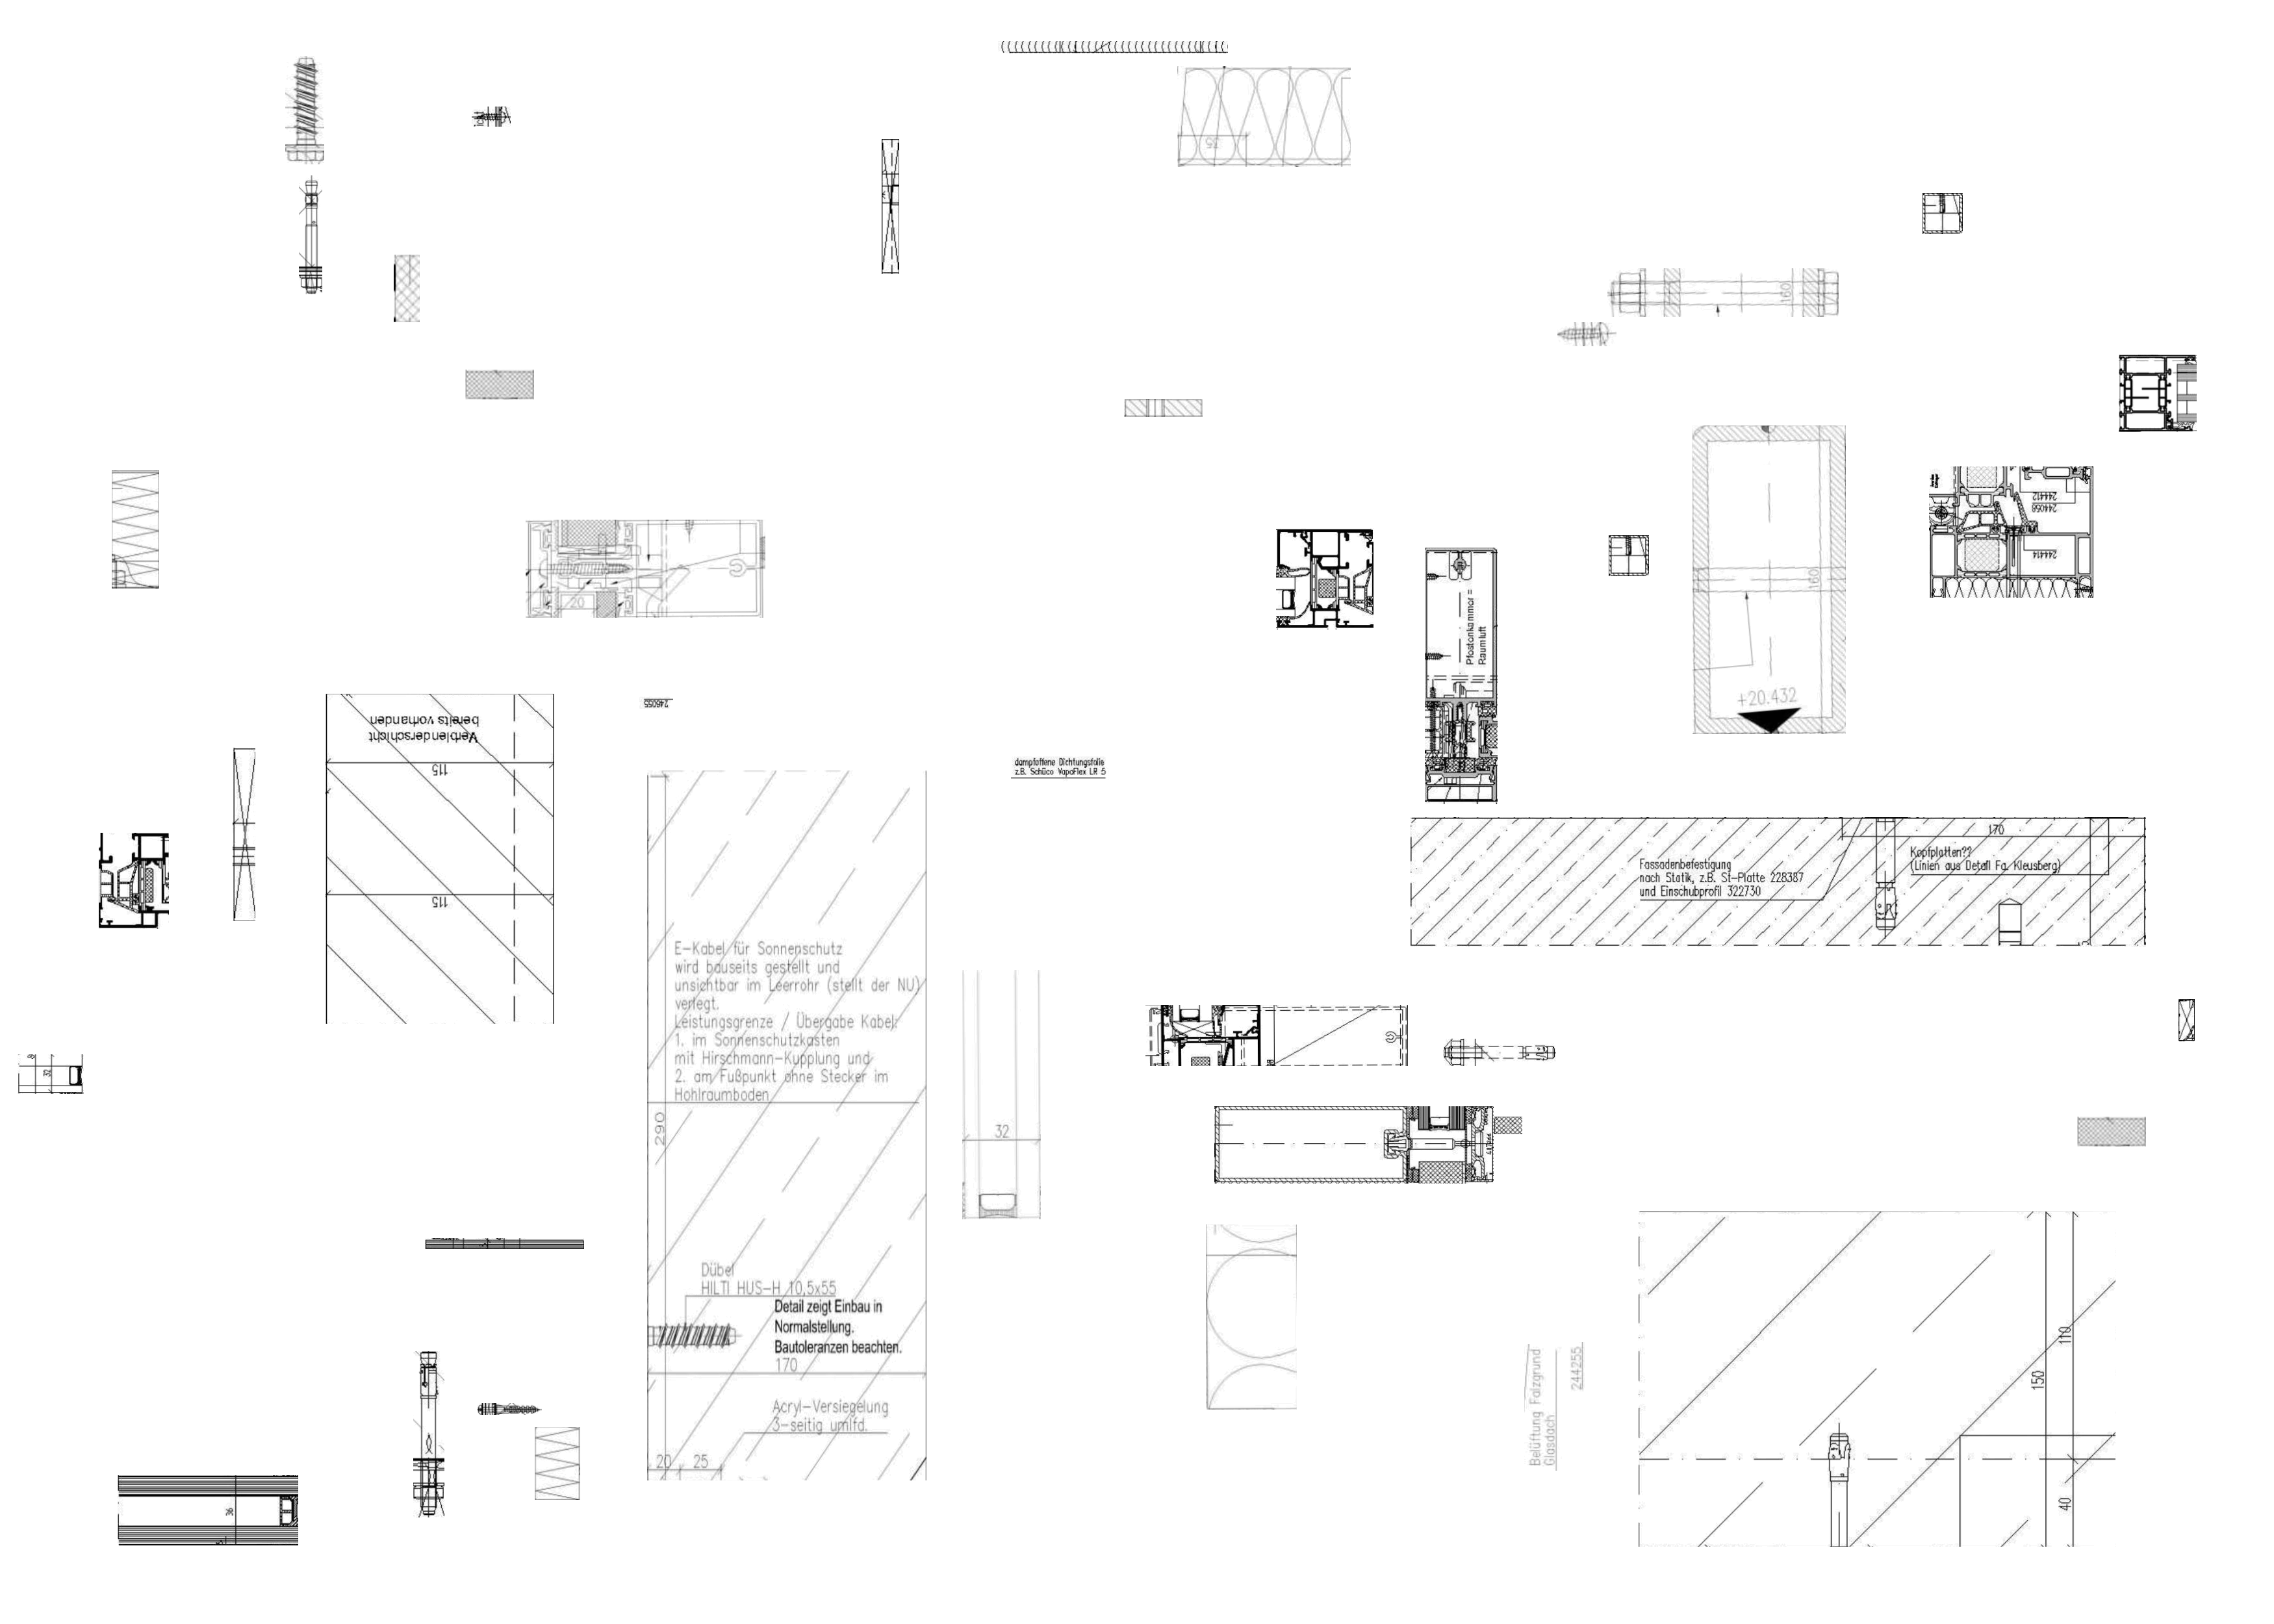 35
160
244412
244058
244414
20
Pfostenkammer =
Raumluft
160
+20.432
Verblenderschicht
bereits vorhanden
115
115
246055
dampfoffene Dichtungsfolie
z.B. Schüco VapoFlex LR 5
170
Fassadenbefestigung
nach Statik, z.B. St-Platte 228387
und Einschubprofil 322730
Kopfplatten??
(Linien aus Detail Fa. Kleusberg)
E-Kabel für Sonnenschutz
wird bauseits gestellt und
unsichtbar im Leerrohr (stellt der NU)
verlegt.
Leistungsgrenze / Übergabe Kabel:
1. im Sonnenschutzkasten
mit Hirschmann-Kupplung und
2. am Fußpunkt ohne Stecker im
Hohlraumboden
290
8
32
32
Dübel
HILTI HUS-H 10,5x55
Detail zeigt Einbau in
Normalstellung.
Bautoleranzen beachten.
170
Acryl-Versiegelung
3-seitig umlfd.
20
25
36
Belüftung Falzgrund
Glasdach
244255
110
150
40